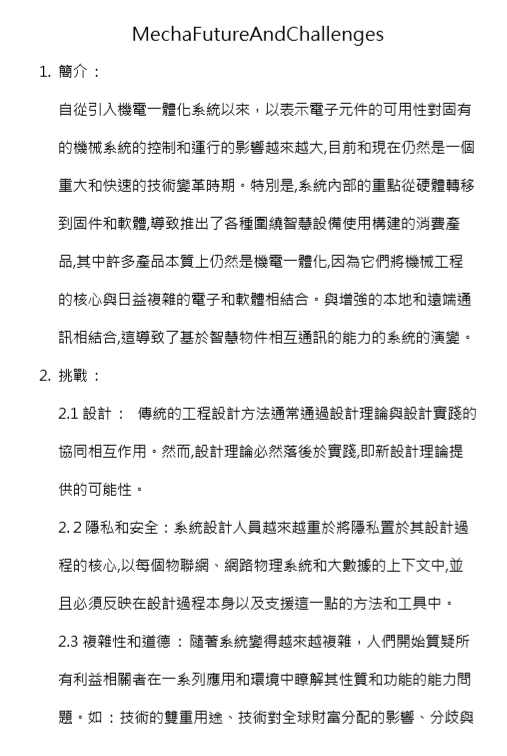 MechaFutureAndChallenges
1. 簡介：
自從引入機電一體化系統以來，以表示電子元件的可用性對固有
的機械系統的控制和運行的影響越來越大,目前和現在仍然是一個
重大和快速的技術變革時期。特別是,系統內部的重點從硬體轉移
到固件和軟體,導致推出了各種圍繞智慧設備使用構建的消費產
品,其中許多產品本質上仍然是機電一體化,因為它們將機械工程
的核心與日益複雜的電子和軟體相結合。與增強的本地和遠端通
訊相結合,這導致了基於智慧物件相互通訊的能力的系統的演變。
2. 挑戰：
2.1 設計： 傳統的工程設計方法通常通過設計理論與設計實踐的
協同相互作用。然而,設計理論必然落後於實踐,即新設計理論提
供的可能性。
2. 2 隱私和安全：系統設計人員越來越重於將隱私置於其設計過
程的核心,以每個物聯網、網路物理系統和大數據的上下文中,並
且必須反映在設計過程本身以及支援這一點的方法和工具中。
2.3 複雜性和道德：隨著系統變得越來越複雜，人們開始質疑所
有利益相關者在一系列應用和環境中瞭解其性質和功能的能力問
題。如：技術的雙重用途、技術對全球財富分配的影響、分歧與